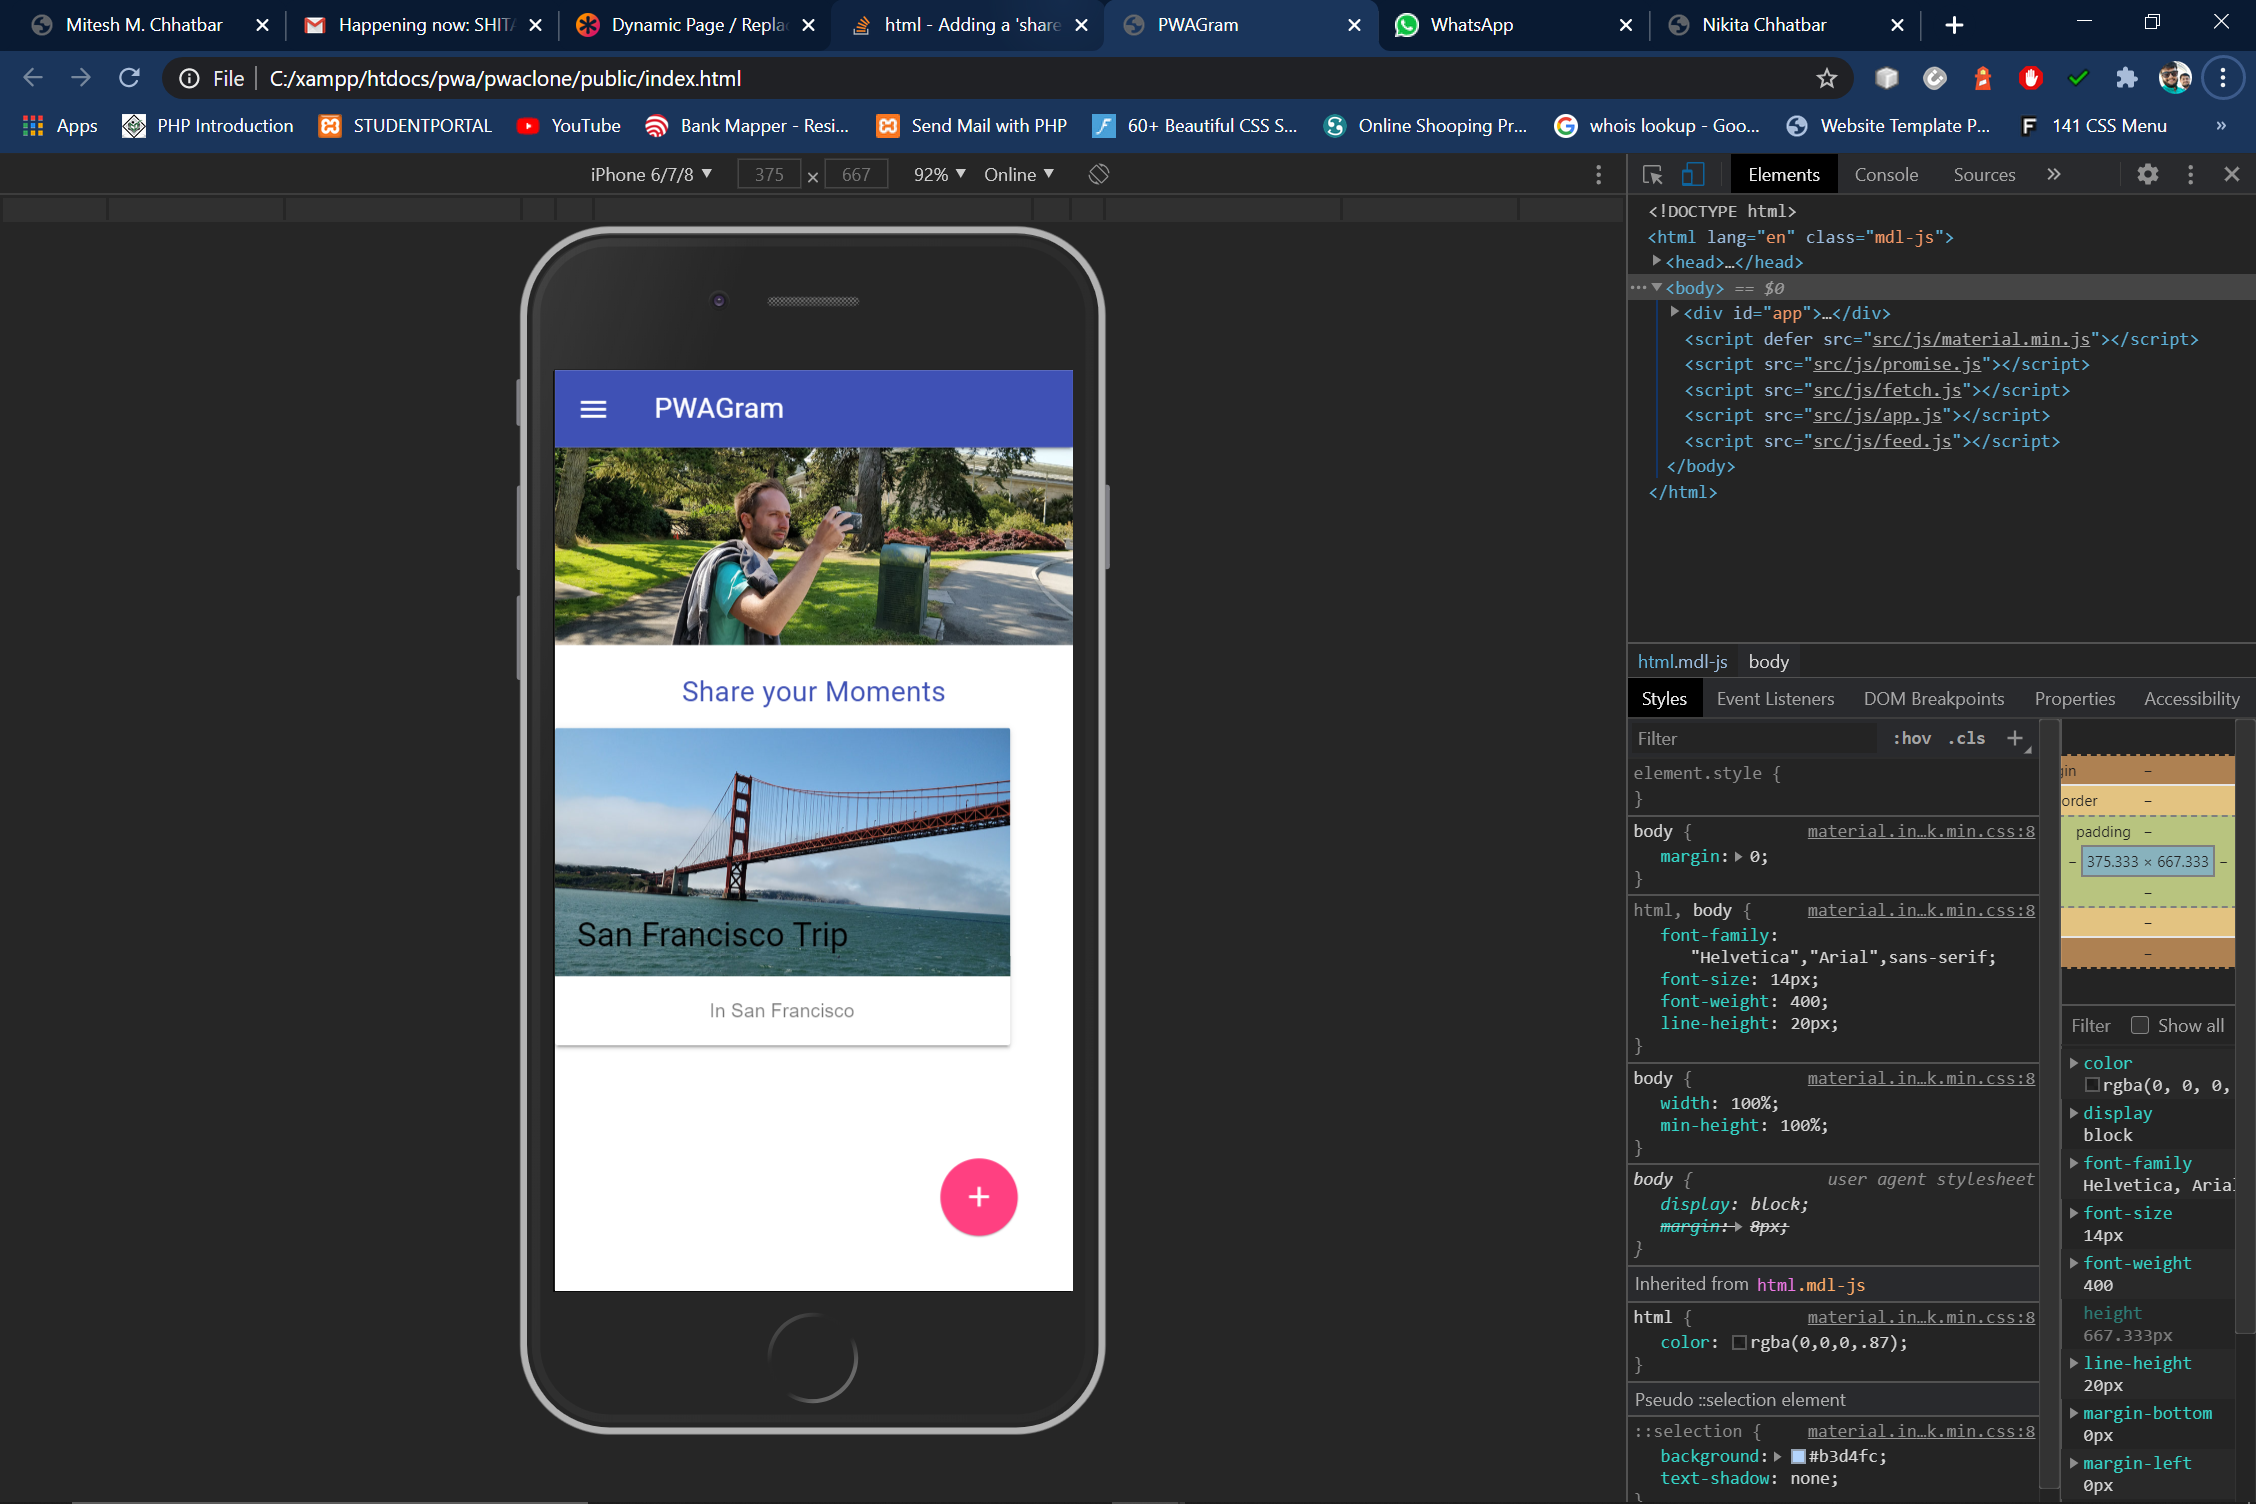 Mitesh M. Chhatbar
Happening now: SHIT
Dynamic Page / Repla
html - Adding a 'share
PWAGram
WhatsApp
Nikita Chhatbar
File C:/xampp/htdocs/pwa/pwaclone/public/index.html
Apps
PHP Introduction
STUDENTPORTAL
YouTube
Bank Mapper - Resi...
Send Mail with PHP
60+ Beautiful CSS S...
Online Shooping Pr...
whois lookup - Goo...
Website Template P...
141 CSS Menu
»
iPhone 6/7/8 ▼ 375 × 667 92% ▼ Online ▼
PWAGram
Share your Moments
San Francisco Trip
In San Francisco
+
Elements Console Sources »
<!DOCTYPE html>
<html lang="en" class="mdl-js">
<head>…</head>
<body> == $0
<div id="app">…</div>
<script defer src="src/js/material.min.js"></script>
<script src="src/js/promise.js"></script>
<script src="src/js/fetch.js"></script>
<script src="src/js/app.js"></script>
<script src="src/js/feed.js"></script>
</body>
</html>
html.mdl-js body
Styles Event Listeners DOM Breakpoints Properties Accessibility
Filter :hov .cls +
element.style {
}
body { material.in…k.min.css:8
margin: 0;
}
html, body { material.in…k.min.css:8
font-family:
"Helvetica","Arial",sans-serif;
font-size: 14px;
font-weight: 400;
line-height: 20px;
}
body { material.in…k.min.css:8
width: 100%;
min-height: 100%;
}
body { user agent stylesheet
display: block;
margin: 8px;
}
Inherited from html.mdl-js
html { material.in…k.min.css:8
color: rgba(0,0,0,.87);
}
Pseudo ::selection element
::selection { material.in…k.min.css:8
background: #b3d4fc;
text-shadow: none;
}
gin –
order –
padding –
– 375.333 × 667.333 –
–
–
–
Filter Show all
color
rgba(0, 0, 0,
display
block
font-family
Helvetica, Aria
font-size
14px
font-weight
400
height
667.333px
line-height
20px
margin-bottom
0px
margin-left
0px